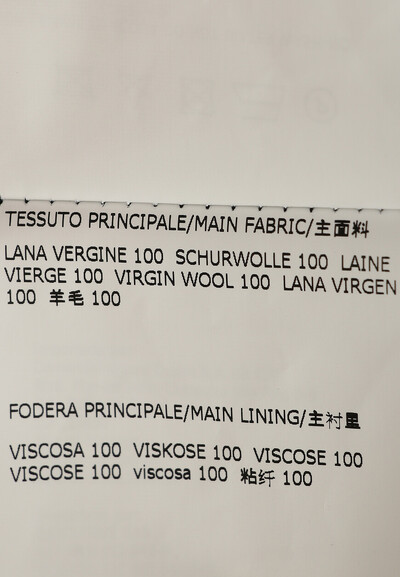 TESSUTO PRINCIPALE/MAIN FABRIC/主面料
LANA VERGINE 100 SCHURWOLLE 100 LAINE
VIERGE 100 VIRGIN WOOL 100 LANA VIRGEN
100 羊毛 100
FODERA PRINCIPALE/MAIN LINING/主衬里
VISCOSA 100 VISKOSE 100 VISCOSE 100
VISCOSE 100 viscosa 100 粘纤 100